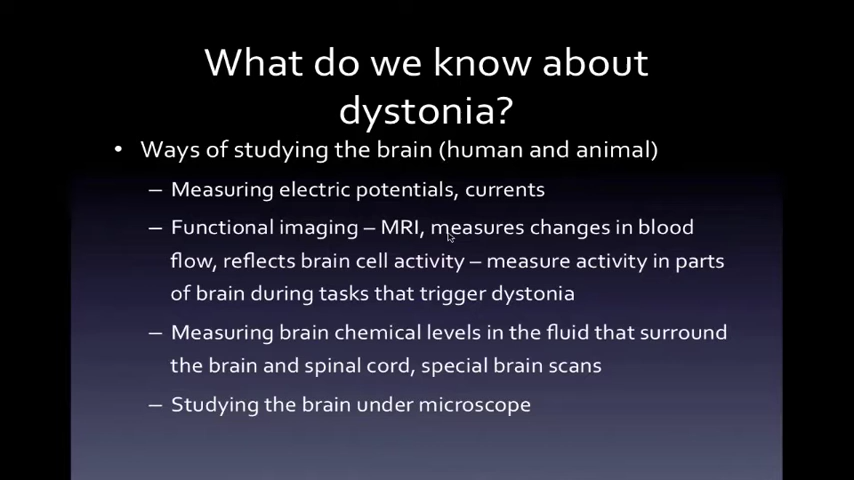 What do we know about
dystonia?
• Ways of studying the brain (human and animal)
– Measuring electric potentials, currents
– Functional imaging – MRI, measures changes in blood
flow, reflects brain cell activity – measure activity in parts
of brain during tasks that trigger dystonia
– Measuring brain chemical levels in the fluid that surround
the brain and spinal cord, special brain scans
– Studying the brain under microscope